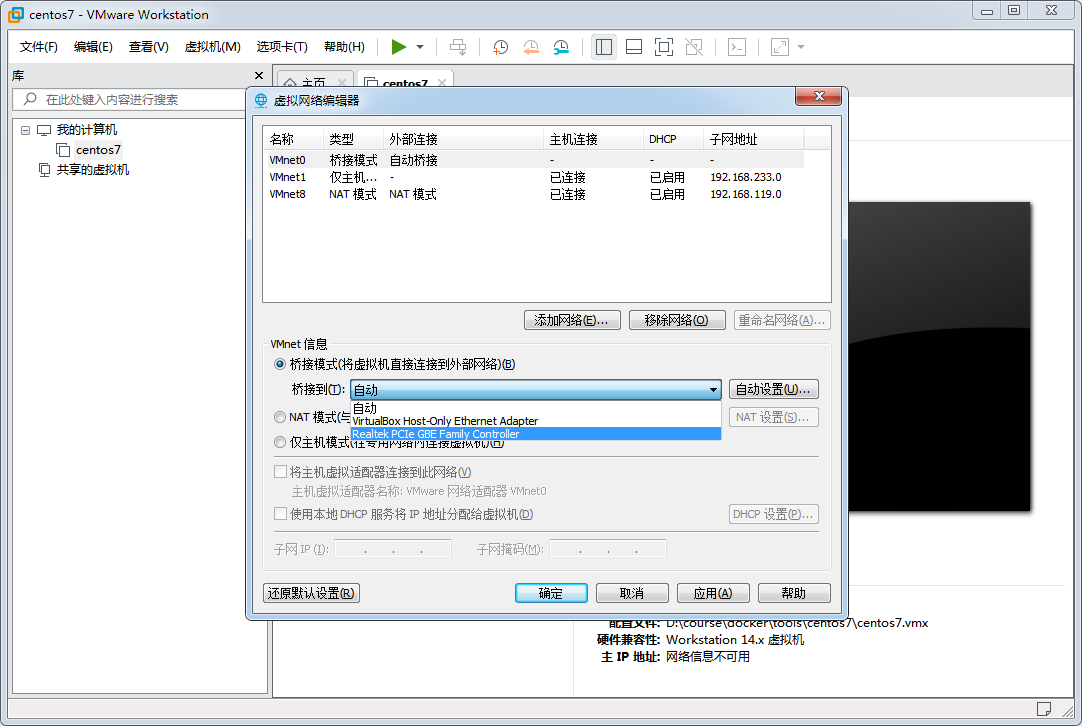 centos7 - VMware Workstation
文件(F) 编辑(E) 查看(V) 虚拟机(M) 选项卡(T) 帮助(H)
库
在此处键入内容进行搜索
我的计算机
centos7
共享的虚拟机
主页 centos7
虚拟网络编辑器
名称 类型 外部连接 主机连接 DHCP 子网地址
VMnet0 桥接模式 自动桥接 - - -
VMnet1 仅主机... - 已连接 已启用 192.168.233.0
VMnet8 NAT 模式 NAT 模式 已连接 已启用 192.168.119.0
添加网络(E)... 移除网络(O) 重命名网络(A)...
VMnet 信息
桥接模式(将虚拟机直接连接到外部网络)(B)
桥接到(T): 自动 自动设置(U)...
自动
NAT 模式(与 VirtualBox Host-Only Ethernet Adapter NAT 设置(S)...
Realtek PCIe GBE Family Controller
仅主机模式(在专用网络内连接虚拟机)(H)
将主机虚拟适配器连接到此网络(V)
主机虚拟适配器名称: VMware 网络适配器 VMnet0
使用本地 DHCP 服务将 IP 地址分配给虚拟机(D) DHCP 设置(P)...
子网 IP (I): . . . 子网掩码(M): . . .
还原默认设置(R) 确定 取消 应用(A) 帮助
配置文件: D:\course\docker\tools\centos7\centos7.vmx
硬件兼容性: Workstation 14.x 虚拟机
主 IP 地址: 网络信息不可用